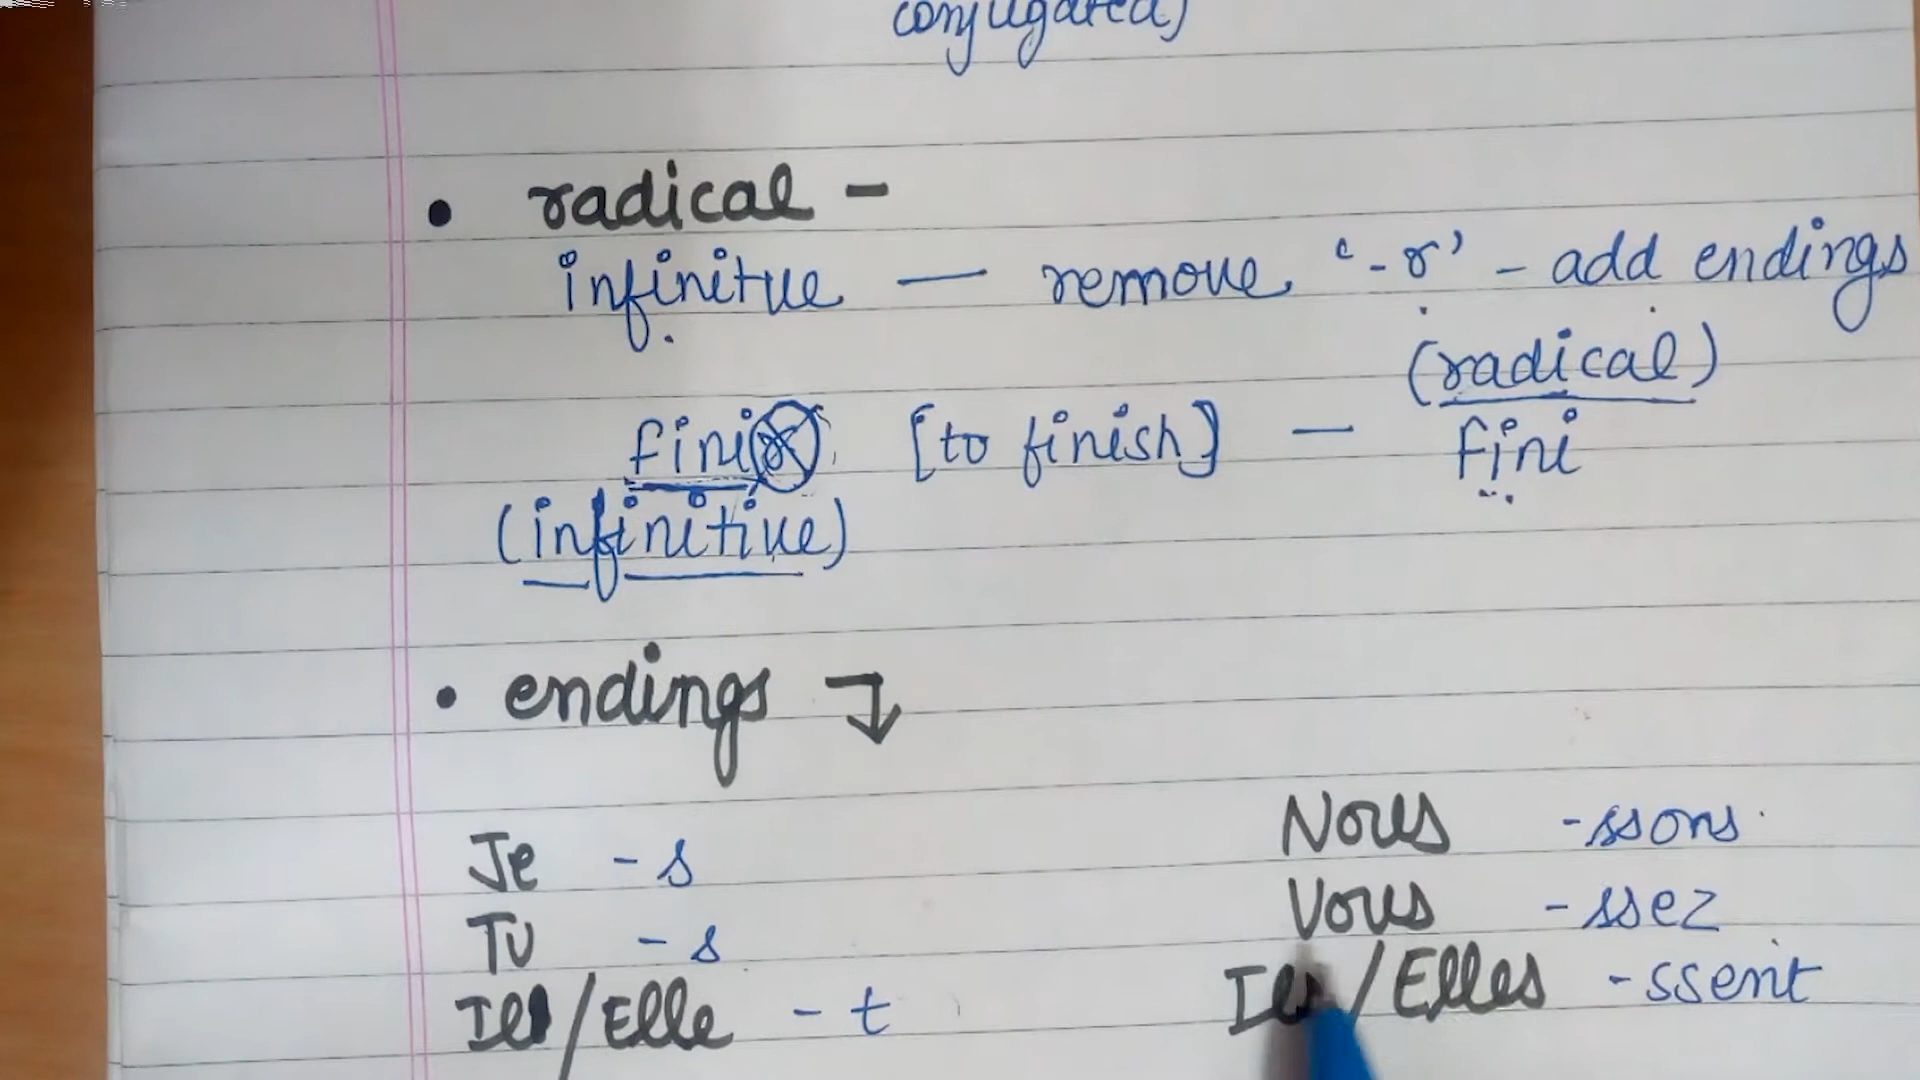 conjugated)
• radical -
infinitve — remove '-r' - add endings
(radical)
finir [to finish] — fini
(infinitive)
• endings ↴
Je - s
Tu - s
Il/Elle - t
Nous - ssons
Vous - ssez
Ils/Elles - ssent